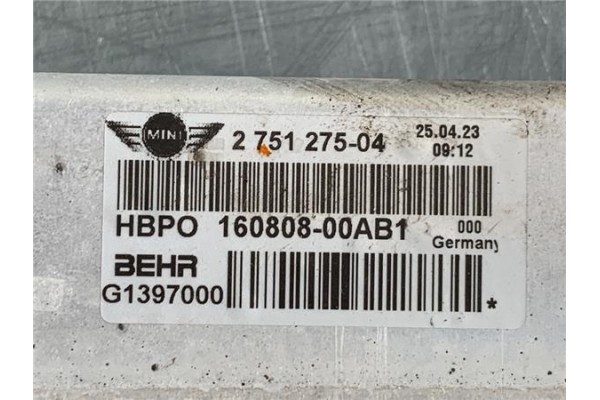 MINI
2 751 275-04
25.04.23
09:12
HBPO 160808-00AB1
000
Germany
BEHR
G1397000
*